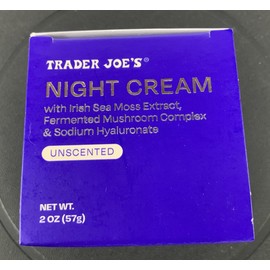 TRADER JOE'S®
NIGHT CREAM
with Irish Sea Moss Extract,
Fermented Mushroom Complex
& Sodium Hyaluronate
UNSCENTED
NET WT.
2 OZ (57g)